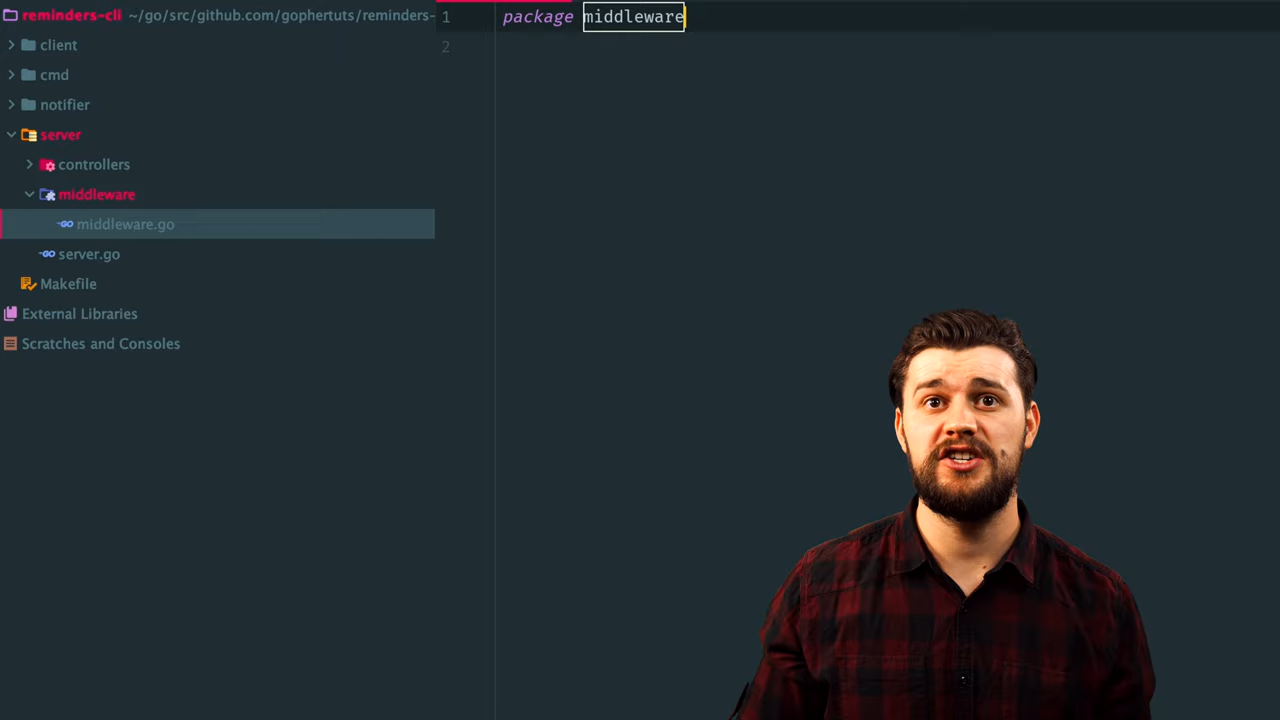 reminders-cli ~/go/src/github.com/gophertuts/reminders-
client
cmd
notifier
server
controllers
middleware
middleware.go
server.go
Makefile
External Libraries
Scratches and Consoles
1 package middleware
2